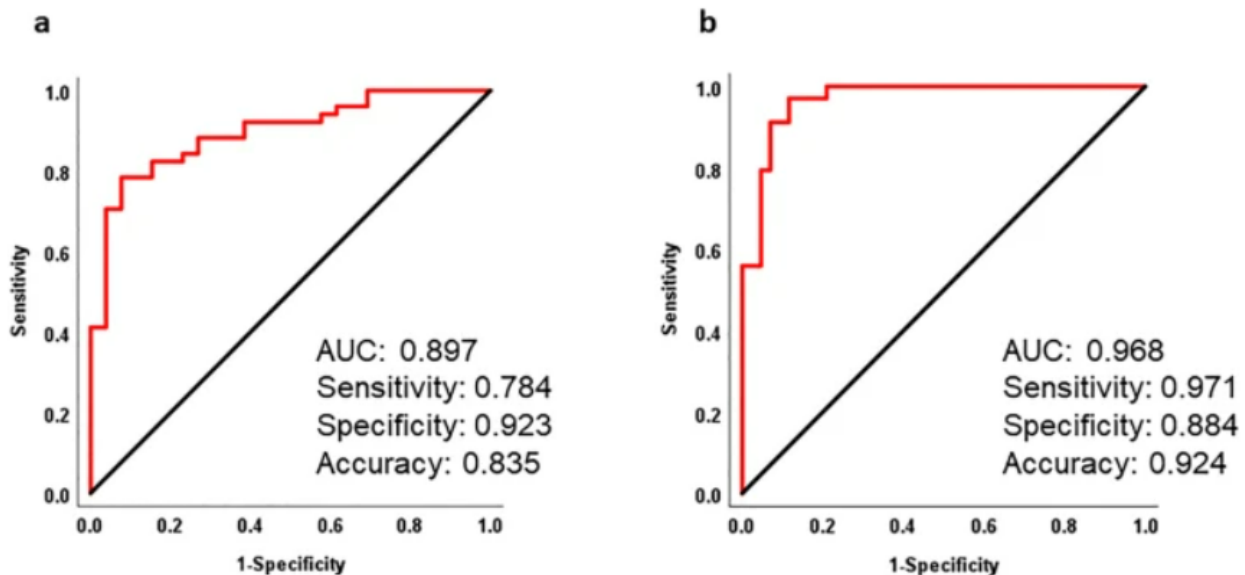 a
1.0
0.8
0.6
0.4
0.2
0.0
Sensitivity
AUC: 0.897
Sensitivity: 0.784
Specificity: 0.923
Accuracy: 0.835
0.0 0.2 0.4 0.6 0.8 1.0
1-Specificity
b
1.0
0.8
0.6
0.4
0.2
0.0
Sensitivity
AUC: 0.968
Sensitivity: 0.971
Specificity: 0.884
Accuracy: 0.924
0.0 0.2 0.4 0.6 0.8 1.0
1-Specificity